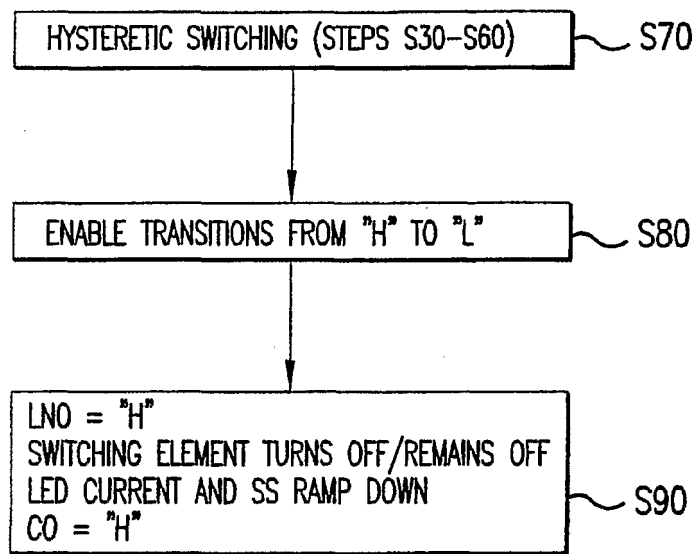 HYSTERETIC SWITCHING (STEPS S30-S60)
S70
ENABLE TRANSITIONS FROM "H" TO "L"
S80
LNO = "H"
SWITCHING ELEMENT TURNS OFF/REMAINS OFF
LED CURRENT AND SS RAMP DOWN
CO = "H"
S90